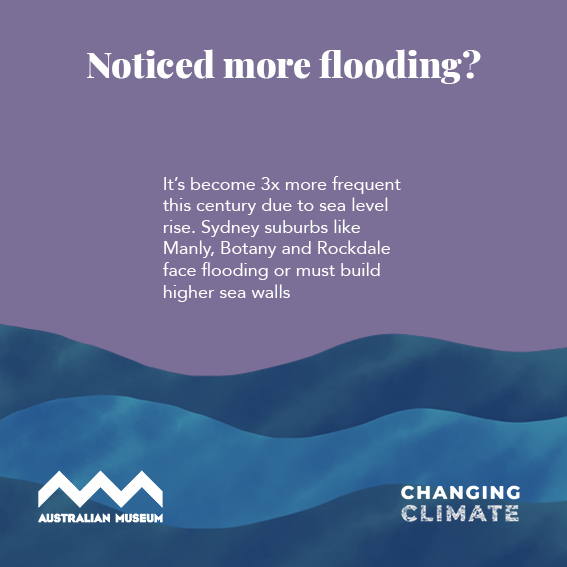 Noticed more flooding?
It’s become 3x more frequent
this century due to sea level
rise. Sydney suburbs like
Manly, Botany and Rockdale
face flooding or must build
higher sea walls
AUSTRALIAN MUSEUM
CHANGING
CLIMATE